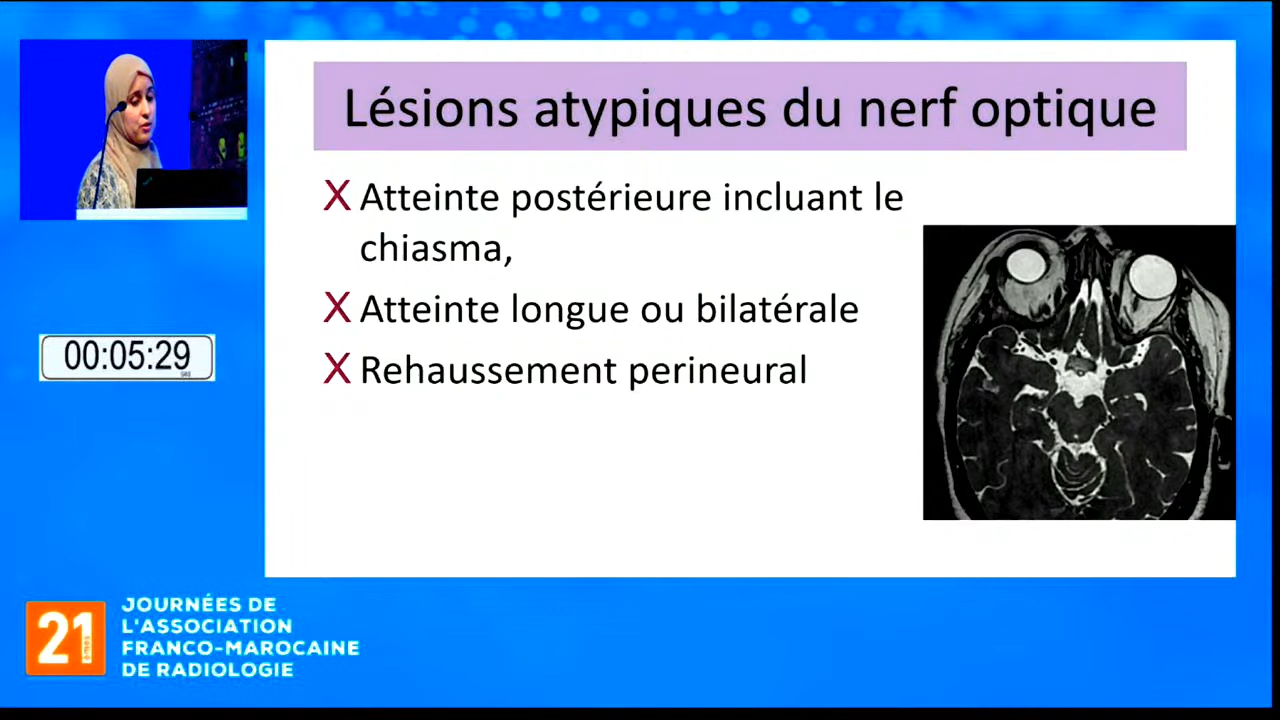 Lésions atypiques du nerf optique
X Atteinte postérieure incluant le
chiasma,
X Atteinte longue ou bilatérale
X Rehaussement perineural
00:05:29
21
èmes
JOURNÉES DE
L'ASSOCIATION
FRANCO-MAROCAINE
DE RADIOLOGIE